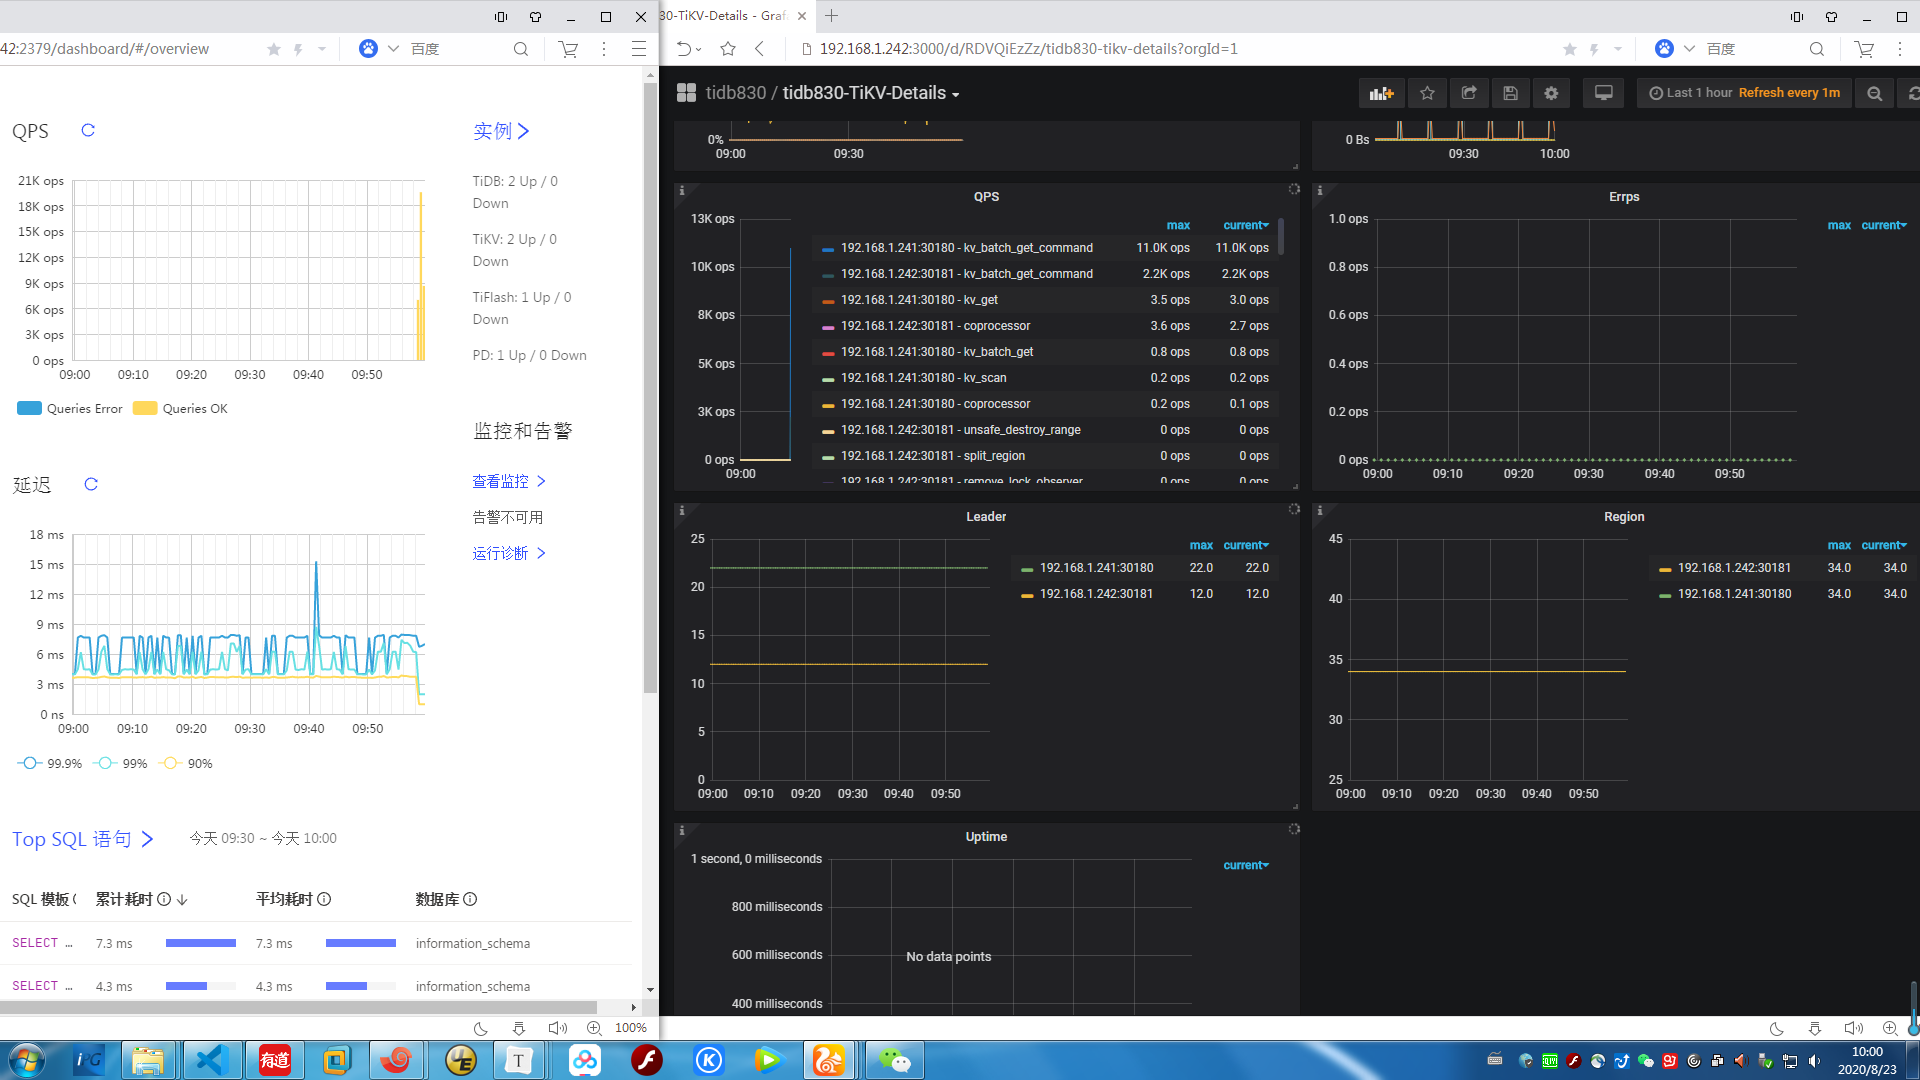 30-TiKV-Details - Graf
42:2379/dashboard/#/overview
百度
192.168.1.242:3000/d/RDVQiEzZz/tidb830-tikv-details?orgId=1
百度
QPS
实例
21K ops
18K ops
15K ops
12K ops
9K ops
6K ops
3K ops
0 ops
09:00 09:10 09:20 09:30 09:40 09:50
Queries Error Queries OK
TiDB: 2 Up / 0
Down
TiKV: 2 Up / 0
Down
TiFlash: 1 Up / 0
Down
PD: 1 Up / 0 Down
监控和告警
查看监控
告警不可用
运行诊断
延迟
18 ms
15 ms
12 ms
9 ms
6 ms
3 ms
0 ns
09:00 09:10 09:20 09:30 09:40 09:50
99.9% 99% 90%
Top SQL 语句
今天 09:30 ~ 今天 10:00
SQL 模板 累计耗时 平均耗时 数据库
SELECT … 7.3 ms 7.3 ms information_schema
SELECT … 4.3 ms 4.3 ms information_schema
100%
tidb830 / tidb830-TiKV-Details
Last 1 hour Refresh every 1m
0%
09:00 09:30
0 Bs
09:30 10:00
QPS
13K ops
10K ops
8K ops
5K ops
3K ops
0 ops
09:00
max current
192.168.1.241:30180 - kv_batch_get_command 11.0K ops 11.0K ops
192.168.1.242:30181 - kv_batch_get_command 2.2K ops 2.2K ops
192.168.1.241:30180 - kv_get 3.5 ops 3.0 ops
192.168.1.242:30181 - coprocessor 3.6 ops 2.7 ops
192.168.1.241:30180 - kv_batch_get 0.8 ops 0.8 ops
192.168.1.241:30180 - kv_scan 0.2 ops 0.2 ops
192.168.1.241:30180 - coprocessor 0.2 ops 0.1 ops
192.168.1.242:30181 - unsafe_destroy_range 0 ops 0 ops
192.168.1.242:30181 - split_region 0 ops 0 ops
192.168.1.242:30181 - remove_lock_observer 0 ops 0 ops
Errps
1.0 ops
0.8 ops
0.6 ops
0.4 ops
0.2 ops
0 ops
09:00 09:10 09:20 09:30 09:40 09:50
max current
Leader
25
20
15
10
5
0
09:00 09:10 09:20 09:30 09:40 09:50
max current
192.168.1.241:30180 22.0 22.0
192.168.1.242:30181 12.0 12.0
Region
45
40
35
30
25
09:00 09:10 09:20 09:30 09:40 09:50
max current
192.168.1.242:30181 34.0 34.0
192.168.1.241:30180 34.0 34.0
Uptime
1 second, 0 milliseconds
800 milliseconds
600 milliseconds
400 milliseconds
No data points
current
iPG
有道
UE
T
K
10:00
2020/8/23